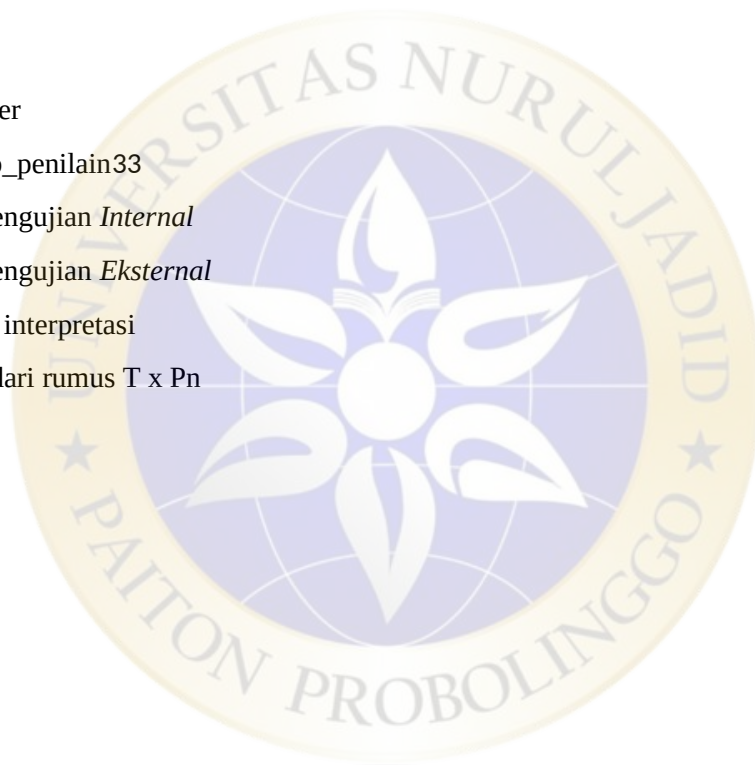 er
_penilain33
engujian Internal
engujian Eksternal
interpretasi
dari rumus T x Pn
UNIVERSITAS NURUL JADID
PAITON PROBOLINGGO